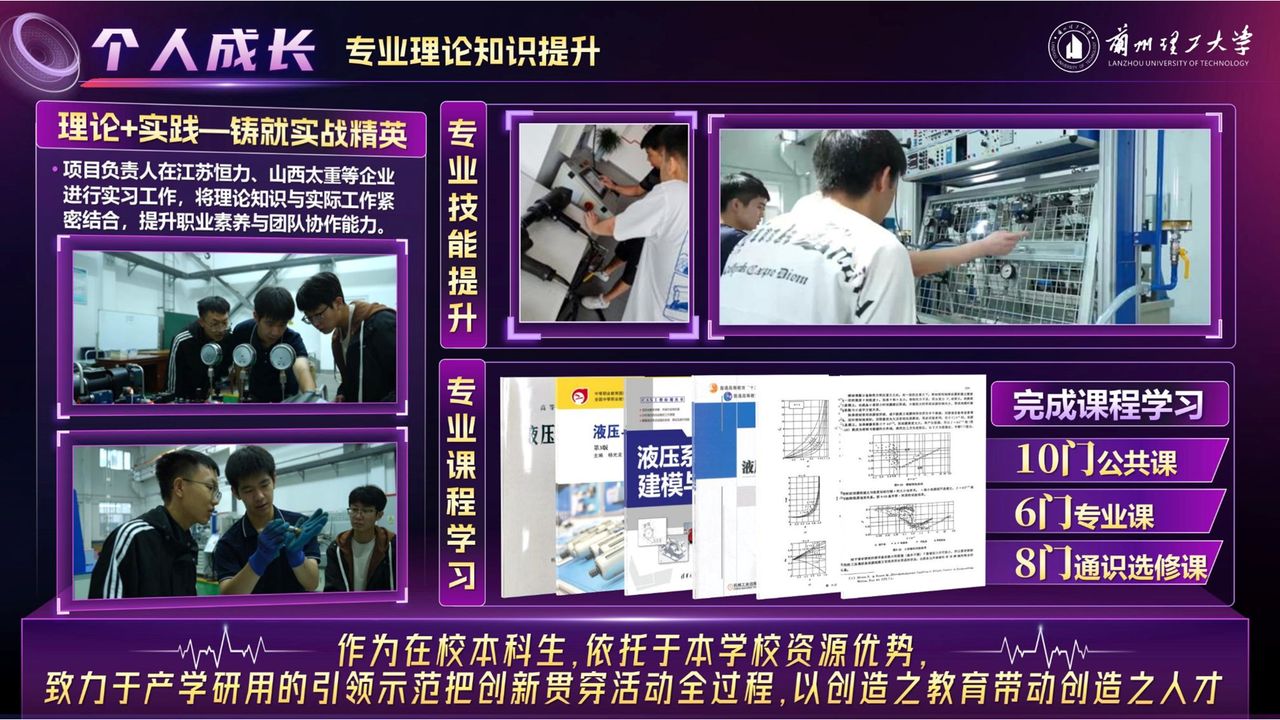 个人成长 专业理论知识提升
兰州理工大学
LANZHOU UNIVERSITY OF TECHNOLOGY
理论+实践—铸就实战精英
•项目负责人在江苏恒力、山西太重等企业
进行实习工作，将理论知识与实际工作紧
密结合，提升职业素养与团队协作能力。
专业技能提升
专业课程学习
液压
液压
第3版
液压系
建模与
液
完成课程学习
10门公共课
6门专业课
8门通识选修课
作为在校本科生,依托于本学校资源优势,
致力于产学研用的引领示范把创新贯穿活动全过程,以创造之教育带动创造之人才